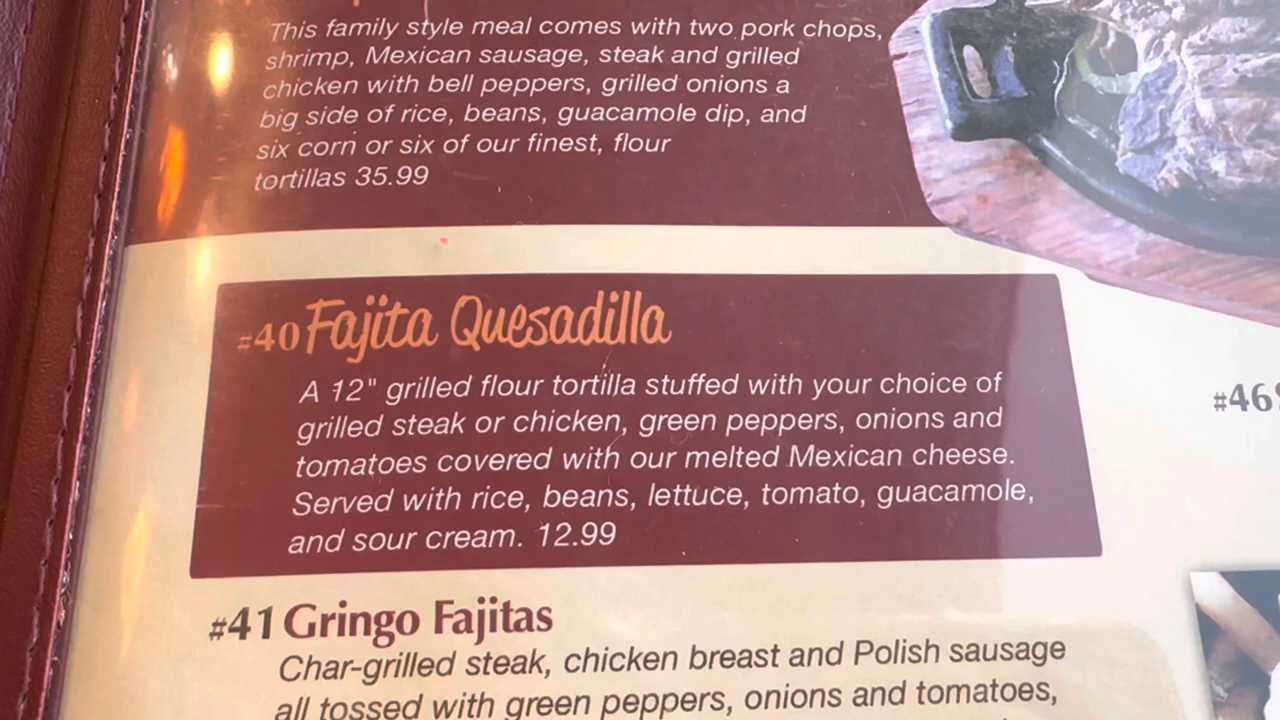 This family style meal comes with two pork chops,
shrimp, Mexican sausage, steak and grilled
chicken with bell peppers, grilled onions a
big side of rice, beans, guacamole dip, and
six corn or six of our finest, flour
tortillas 35.99
#40 Fajita Quesadilla
A 12" grilled flour tortilla stuffed with your choice of
grilled steak or chicken, green peppers, onions and
tomatoes covered with our melted Mexican cheese.
Served with rice, beans, lettuce, tomato, guacamole,
and sour cream. 12.99
#46
#41 Gringo Fajitas
Char-grilled steak, chicken breast and Polish sausage
all tossed with green peppers, onions and tomatoes,